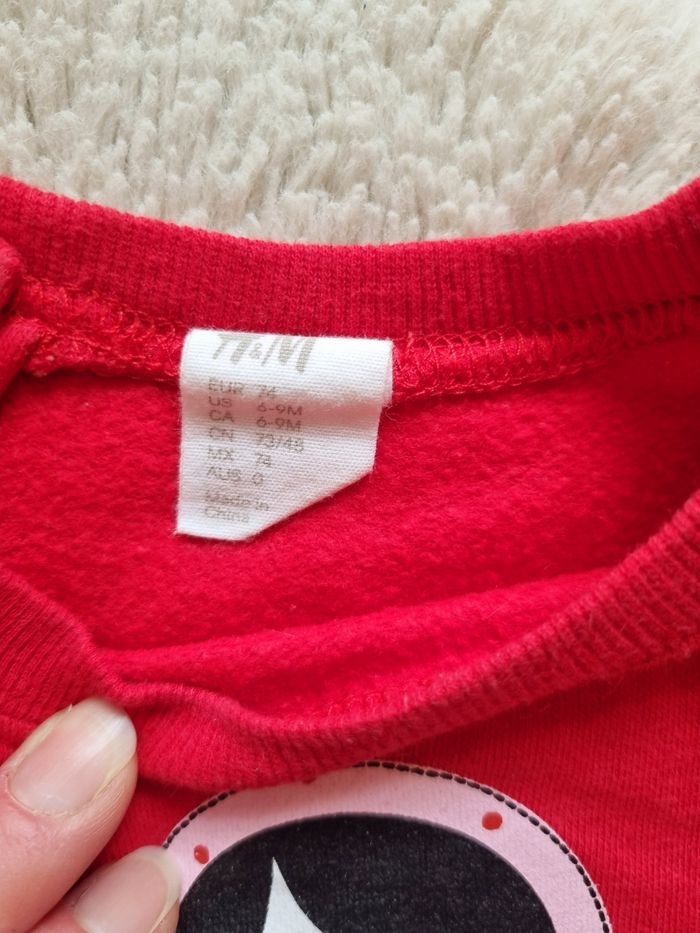 H&M
EUR 74
US 6-9M
CA 6-9M
CN 73/48
MX 74
AUS 0
Made in
China